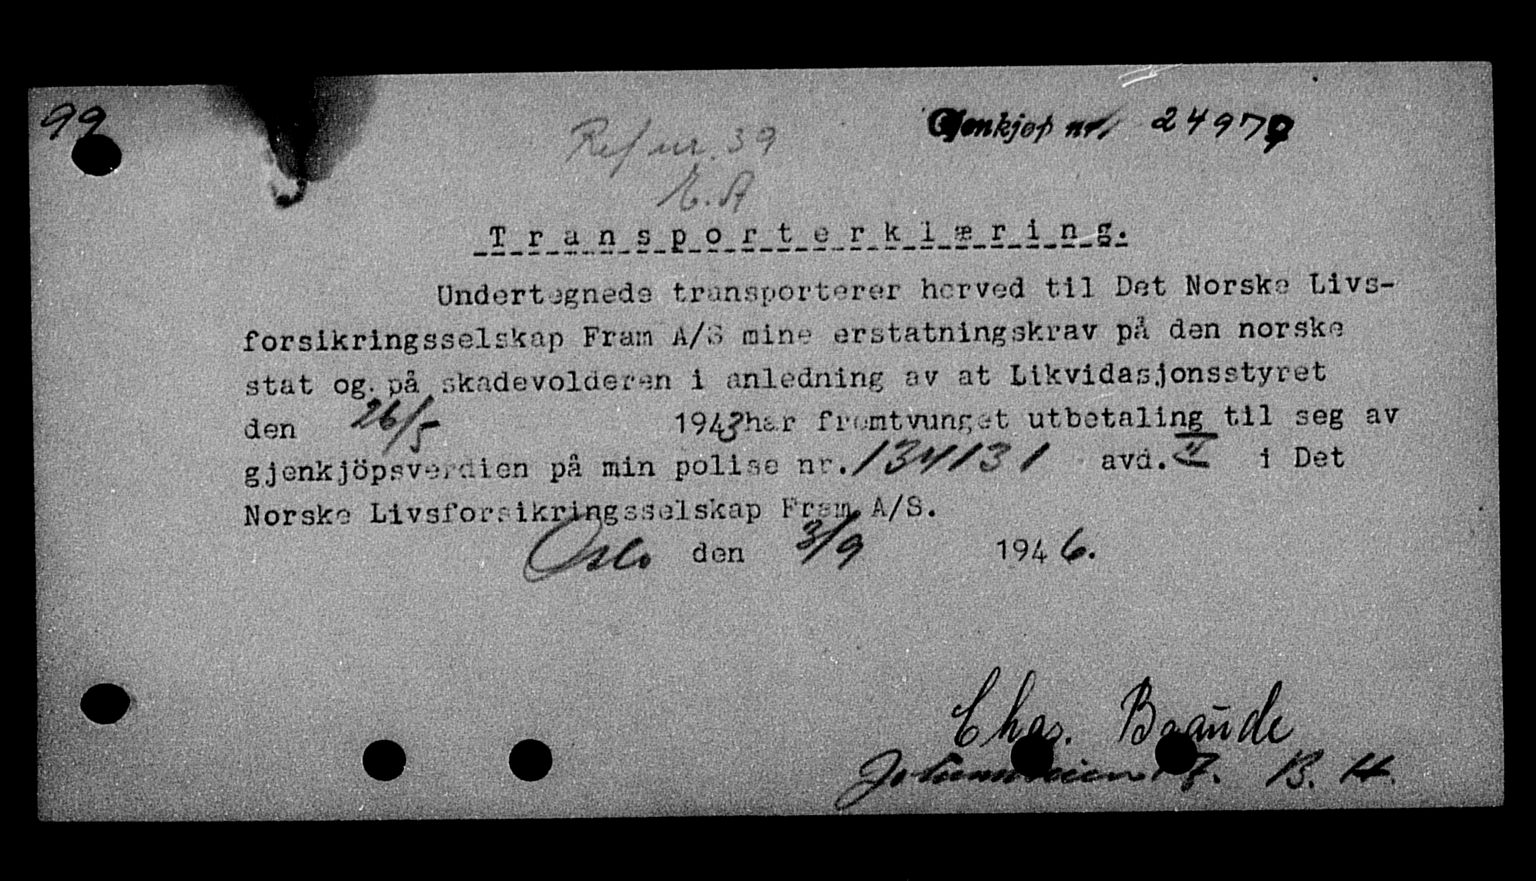 99
Ref nr. 39
E.A
Gjenkjøp nr. 24979
Transporterklæring.
Undertegnede transporterer herved til Det Norske Livs-
forsikringsselskap Fram A/S mine erstatningskrav på den norske
stat og på skadevolderen i anledning av at Likvidasjonsstyret
den 26/5 1943 har fremtvunget utbetaling til seg av
gjenkjöpsverdien på min polise nr. 134131 avd. II i Det
Norske Livsforsikringsselskap Fram A/S.
Oslo den 3/9 1946.
Chas. Braude
7. B. H.